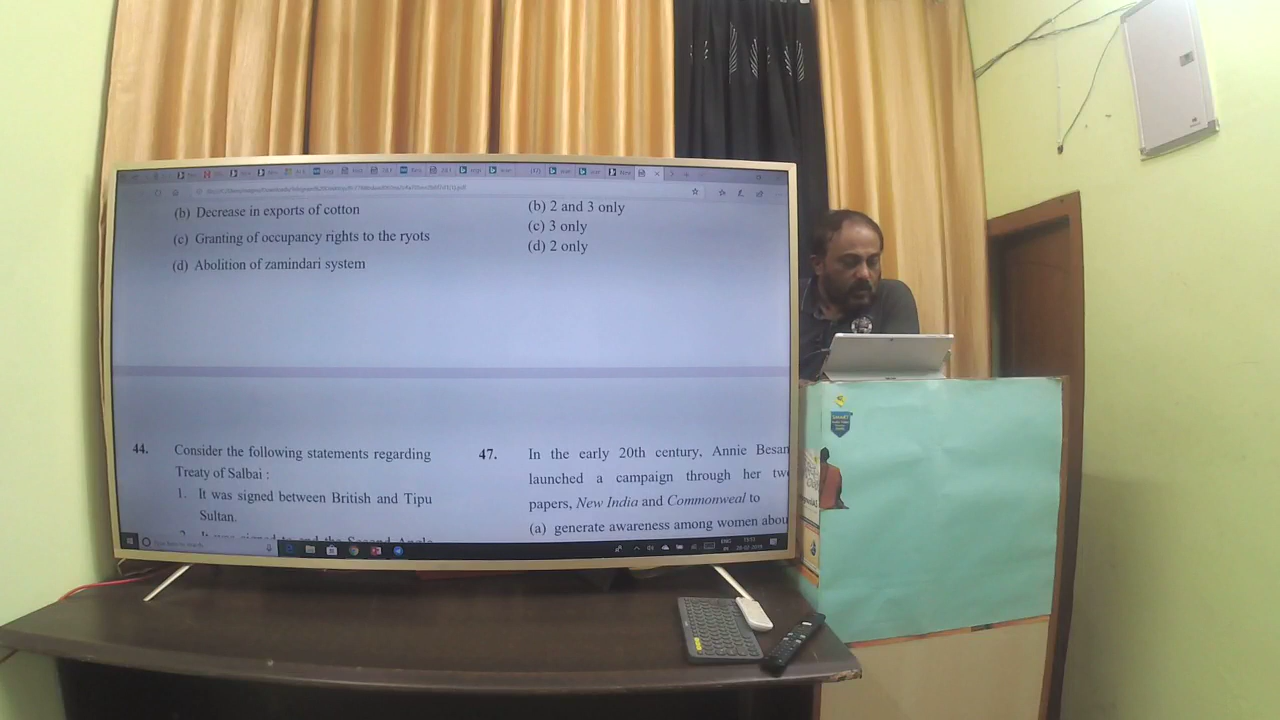 (b) Decrease in exports of cotton
(c) Granting of occupancy rights to the ryots
(d) Abolition of zamindari system
(b) 2 and 3 only
(c) 3 only
(d) 2 only
44. Consider the following statements regarding
Treaty of Salbai :
1. It was signed between British and Tipu
Sultan.
47. In the early 20th century, Annie Besan
launched a campaign through her tw
papers, New India and Commonweal to
(a) generate awareness among women abou